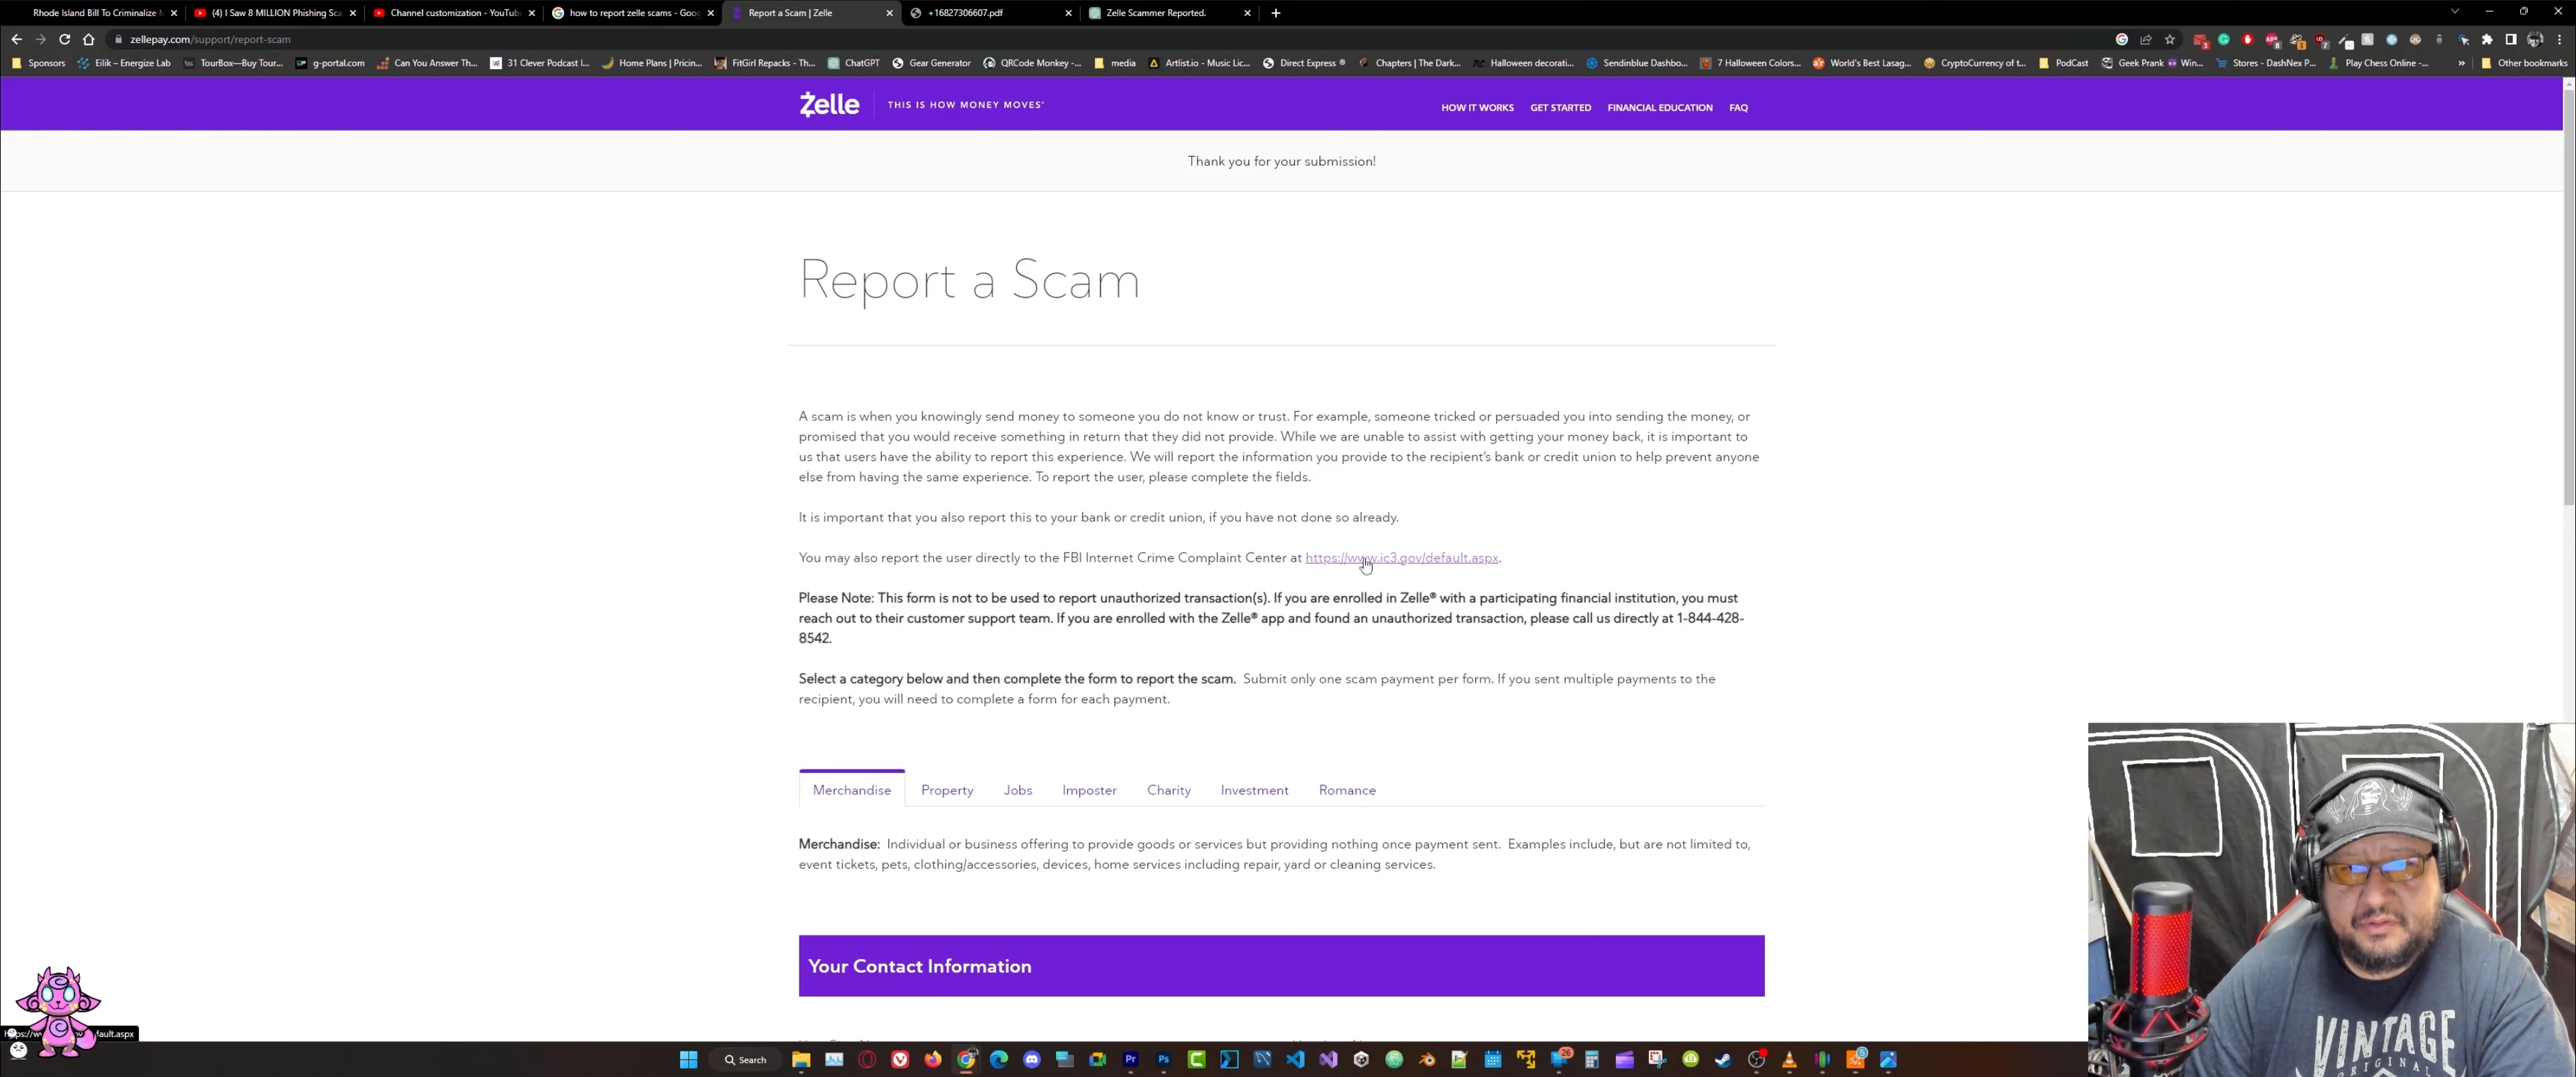 Rhode Island Bill To Criminalize
(4) I Saw 8 MILLION Phishing Sca
Channel customization - YouTub
how to report zelle scams - Goog
Report a Scam | Zelle
+16827306607.pdf
Zelle Scammer Reported.
zellepay.com/support/report-scam
Sponsors
Eilik – Energize Lab
TourBox—Buy Tour...
g-portal.com
Can You Answer Th...
31 Clever Podcast I...
Home Plans | Pricin...
FitGirl Repacks - Th...
ChatGPT
Gear Generator
QRCode Monkey -...
media
Artlist.io - Music Lic...
Direct Express ®
Chapters | The Dark...
Halloween decorati...
Sendinblue Dashbo...
7 Halloween Colors...
World's Best Lasag...
CryptoCurrency of t...
PodCast
Geek Prank Win...
Stores - DashNex P...
Play Chess Online -...
»
Other bookmarks
Zelle
THIS IS HOW MONEY MOVES
HOW IT WORKS
GET STARTED
FINANCIAL EDUCATION
FAQ
Thank you for your submission!
Report a Scam
A scam is when you knowingly send money to someone you do not know or trust. For example, someone tricked or persuaded you into sending the money, or
promised that you would receive something in return that they did not provide. While we are unable to assist with getting your money back, it is important to
us that users have the ability to report this experience. We will report the information you provide to the recipient's bank or credit union to help prevent anyone
else from having the same experience. To report the user, please complete the fields.
It is important that you also report this to your bank or credit union, if you have not done so already.
You may also report the user directly to the FBI Internet Crime Complaint Center at https://www.ic3.gov/default.aspx.
Please Note: This form is not to be used to report unauthorized transaction(s). If you are enrolled in Zelle® with a participating financial institution, you must
reach out to their customer support team. If you are enrolled with the Zelle® app and found an unauthorized transaction, please call us directly at 1-844-428-
8542.
Select a category below and then complete the form to report the scam. Submit only one scam payment per form. If you sent multiple payments to the
recipient, you will need to complete a form for each payment.
Merchandise
Property
Jobs
Imposter
Charity
Investment
Romance
Merchandise: Individual or business offering to provide goods or services but providing nothing once payment sent. Examples include, but are not limited to,
event tickets, pets, clothing/accessories, devices, home services including repair, yard or cleaning services.
Your Contact Information
fault.aspx
Search
VINTAGE
ORIGINAL